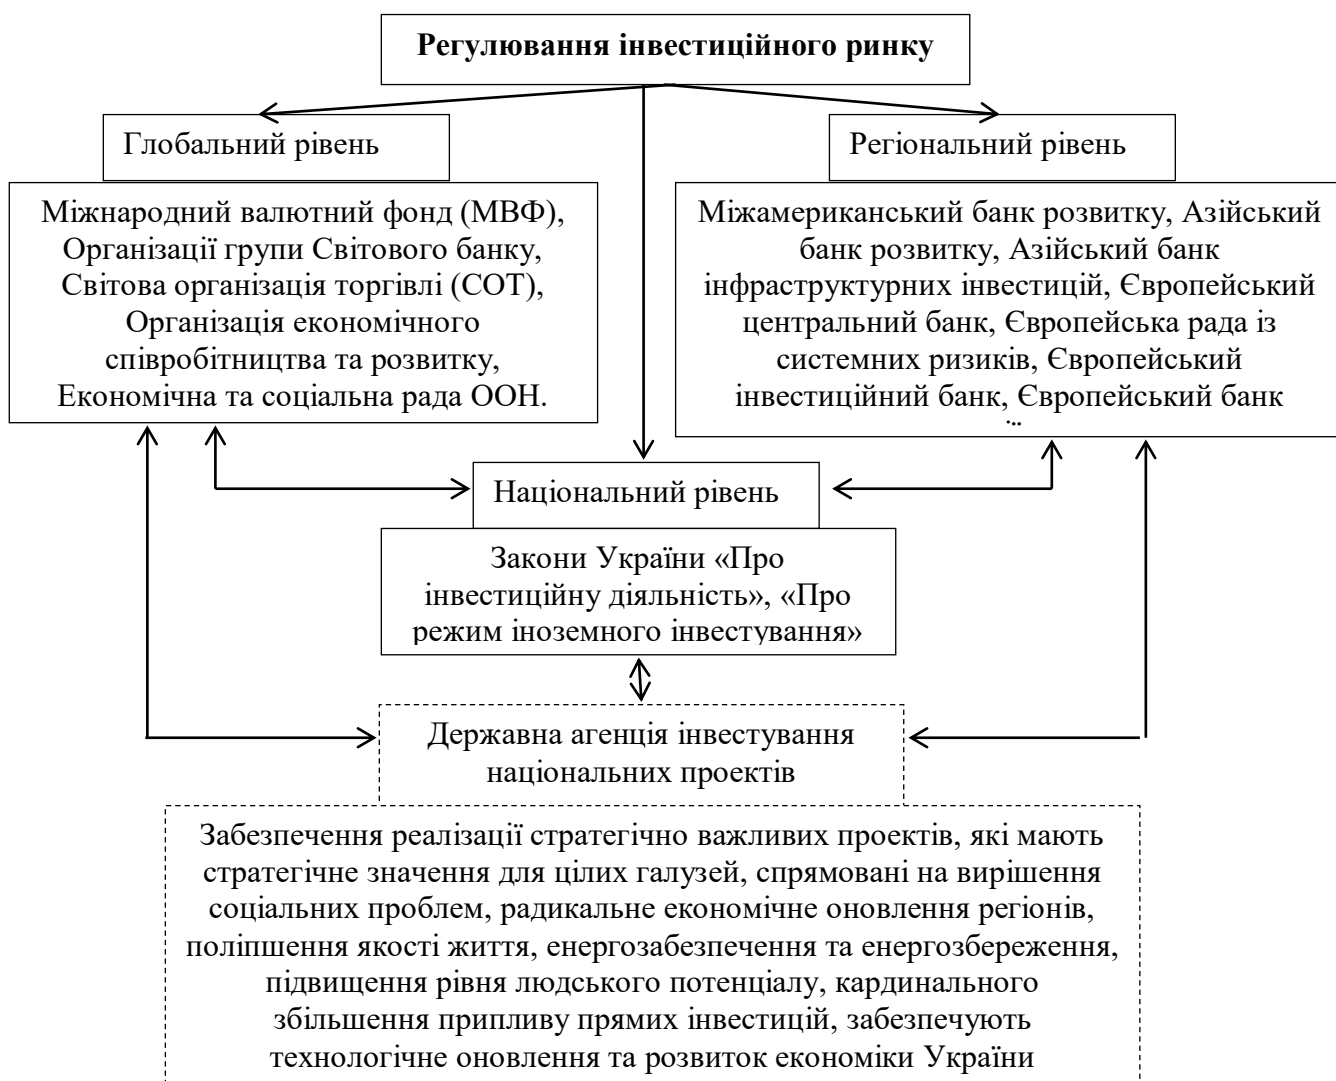 Регулювання інвестиційного ринку
Глобальний рівень
Міжнародний валютний фонд (МВФ),
Організації групи Світового банку,
Світова організація торгівлі (СОТ),
Організація економічного
співробітництва та розвитку,
Економічна та соціальна рада ООН.
Регіональний рівень
Міжамериканський банк розвитку, Азійський
банк розвитку, Азійський банк
інфраструктурних інвестицій, Європейський
центральний банк, Європейська рада із
системних ризиків, Європейський
інвестиційний банк, Європейський банк
Національний рівень
Закони України «Про
інвестиційну діяльність», «Про
режим іноземного інвестування»
Державна агенція інвестування
національних проектів
Забезпечення реалізації стратегічно важливих проектів, які мають
стратегічне значення для цілих галузей, спрямовані на вирішення
соціальних проблем, радикальне економічне оновлення регіонів,
поліпшення якості життя, енергозабезпечення та енергозбереження,
підвищення рівня людського потенціалу, кардинального
збільшення припливу прямих інвестицій, забезпечують
технологічне оновлення та розвиток економіки України